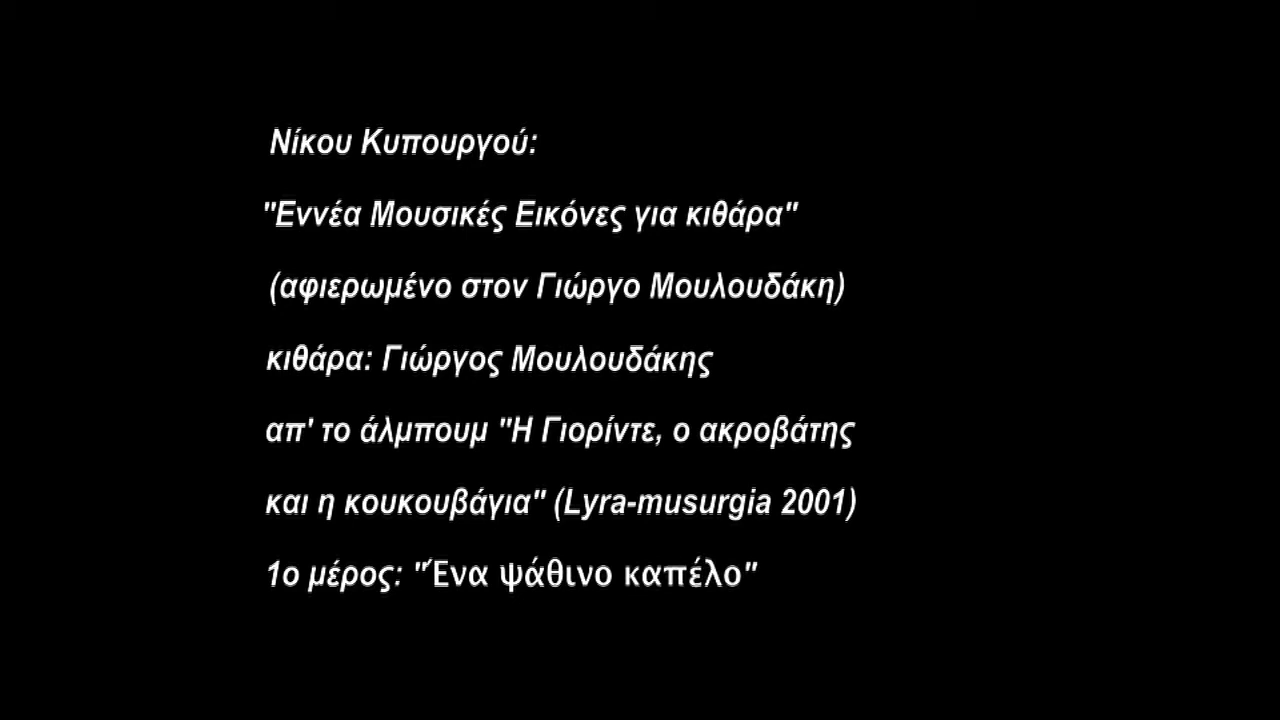 Νίκου Κυπουργού:
"Εννέα Μουσικές Εικόνες για κιθάρα"
(αφιερωμένο στον Γιώργο Μουλουδάκη)
κιθάρα: Γιώργος Μουλουδάκης
απ' το άλμπουμ "Η Γιορίντε, ο ακροβάτης
και η κουκουβάγια" (Lyra-musurgia 2001)
1ο μέρος: "Ένα ψάθινο καπέλο"